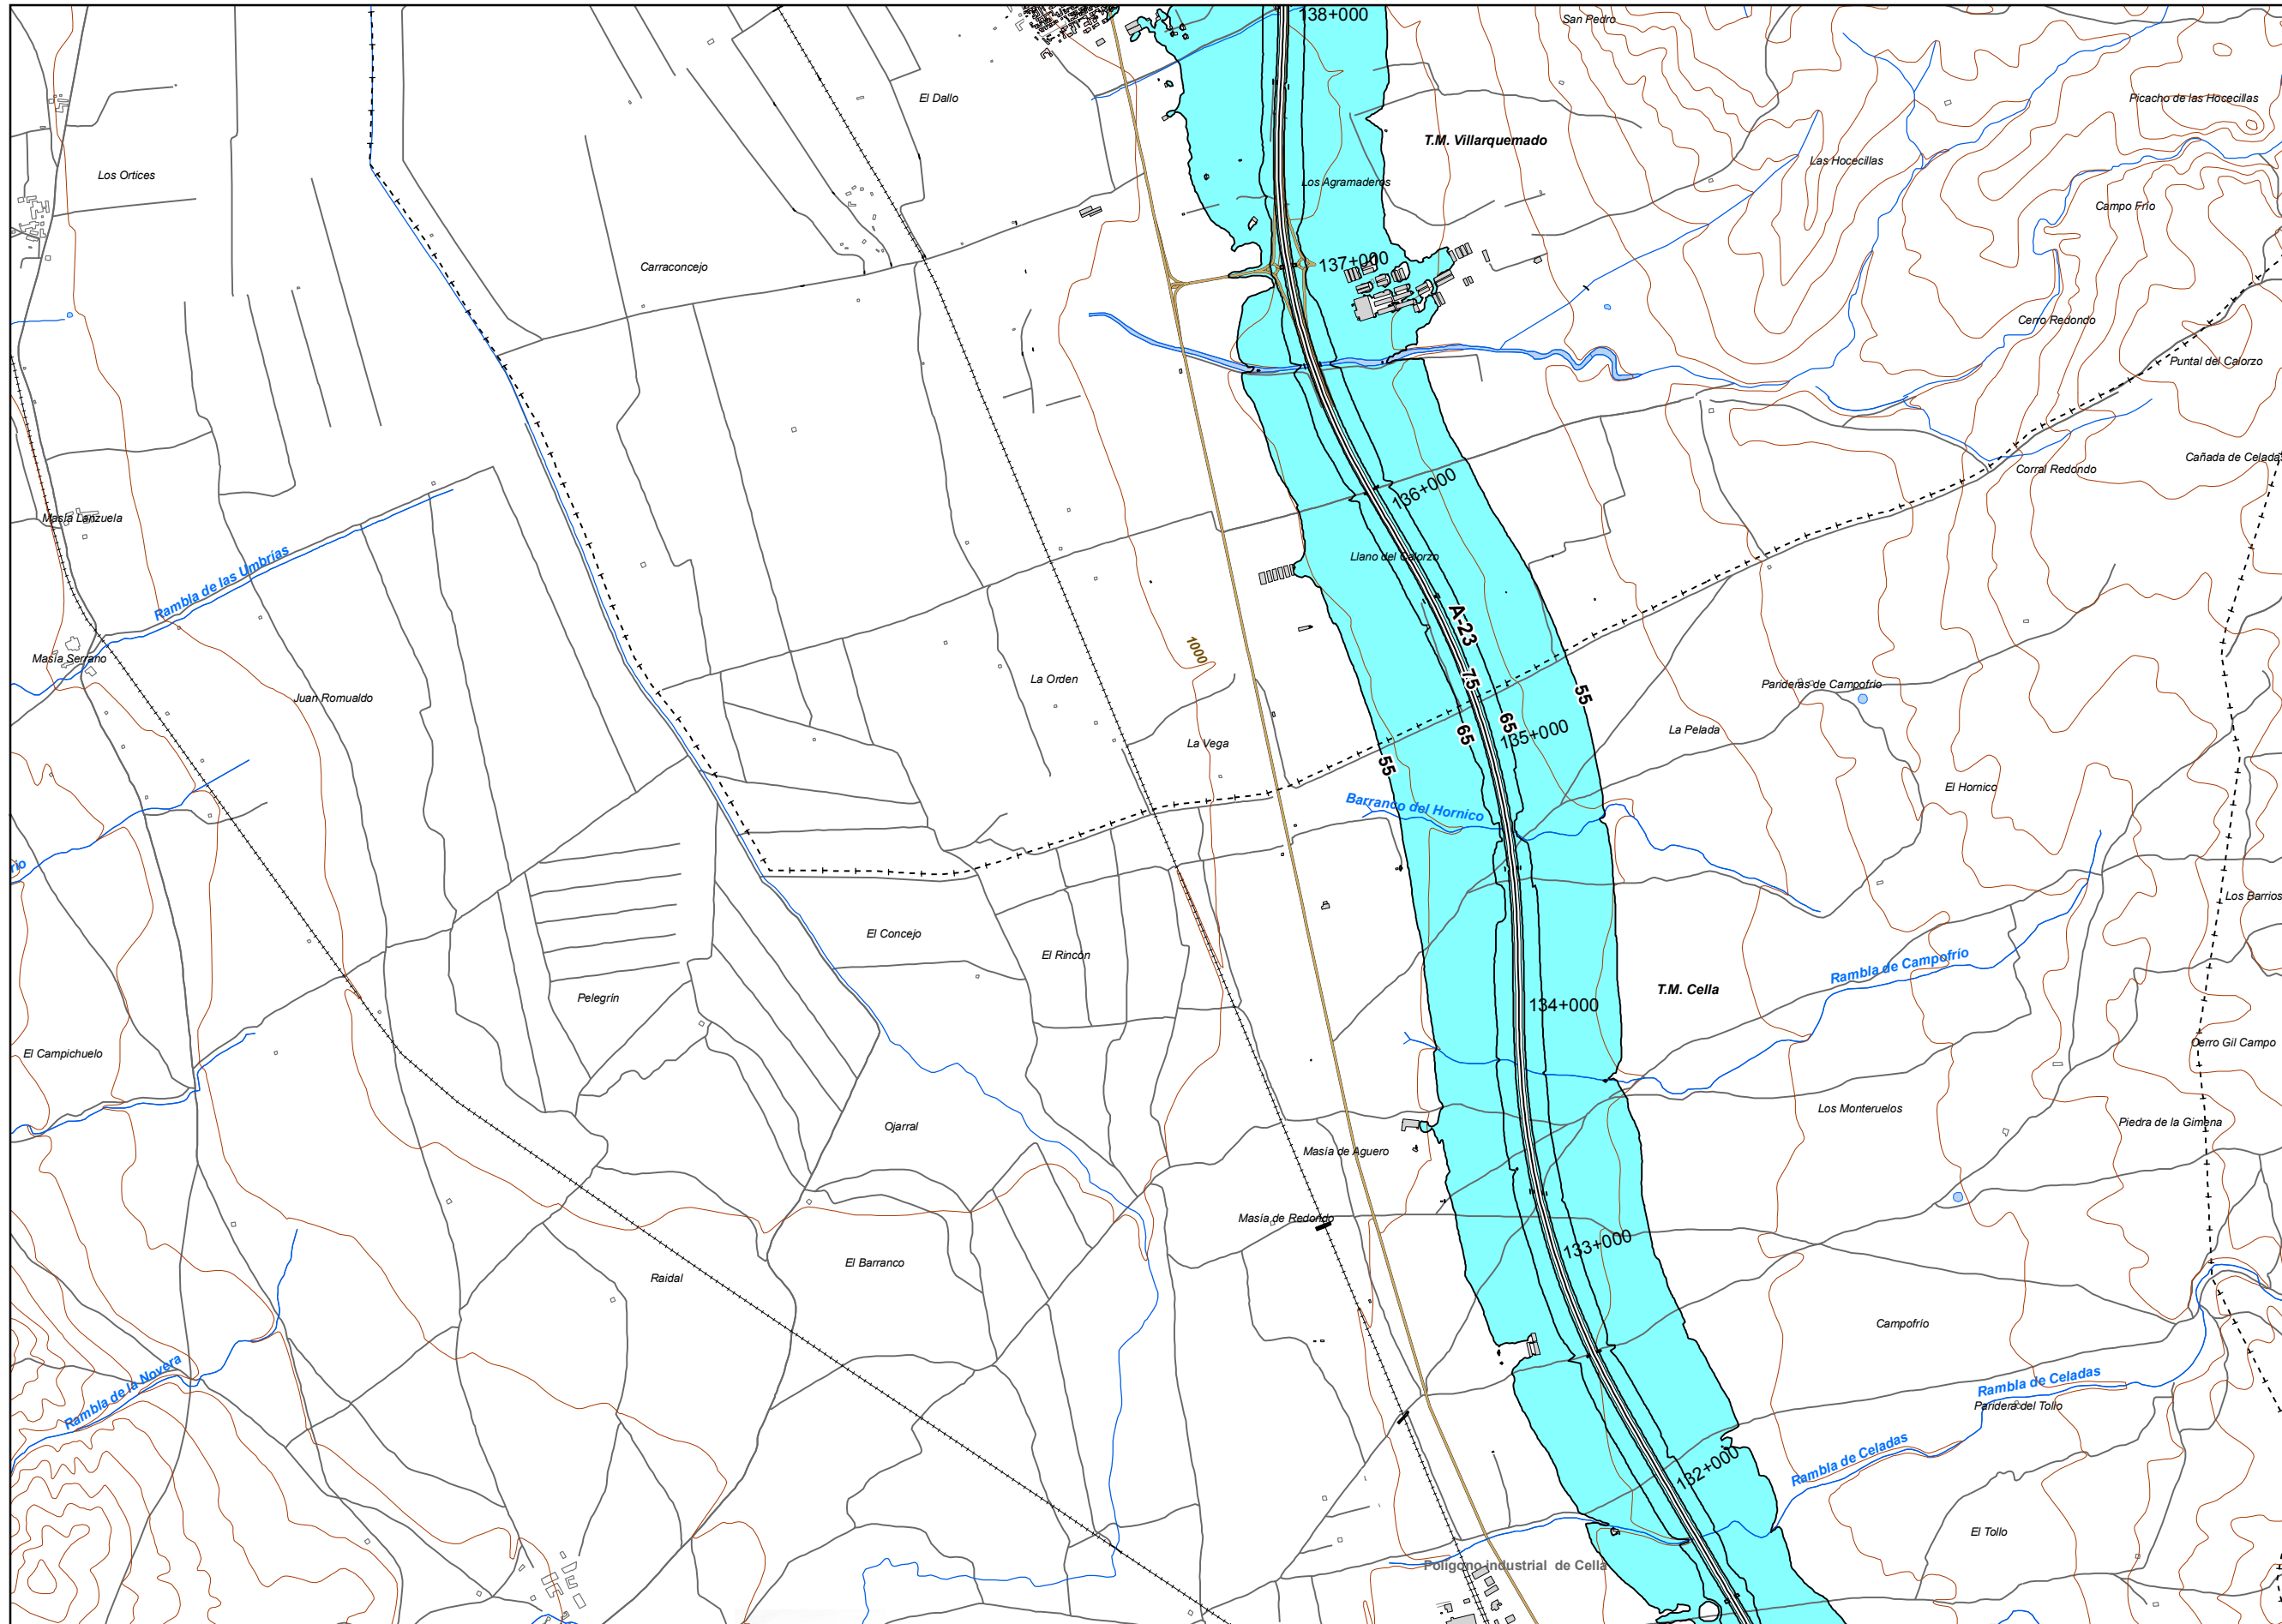 138+000
San Pedro
El Dallo
Picacho de las Hocecillas
T.M. Villarquemado
Las Hocecillas
Los Ortices
Los Agramaderos
Campo Frío
137+000
Carraconcejo
Cerro Redondo
Puntal del Calorzo
Cañada de Celadas
Corral Redondo
136+000
Masía Lanzuela
Llano del Calorzo
Rambla de las Umbrías
A-23
1000
Masía Serrano
La Orden
75
55
Parideras de Campofrío
Juan Romualdo
65
65
135+000
La Pelada
La Vega
55
El Hornico
Barranco del Hornico
río
Los Barrios
El Concejo
El Rincón
Rambla de Campofrío
T.M. Cella
Pelegrín
134+000
El Campichuelo
Cerro Gil Campo
Los Monteruelos
Ojarral
Piedra de la Gimena
Masía de Aguero
Masía de Redondo
133+000
El Barranco
Raidal
Campofrío
Rambla de la Novera
Rambla de Celadas
Paridera del Tollo
Rambla de Celadas
132+000
El Tollo
Polígono industrial de Cella